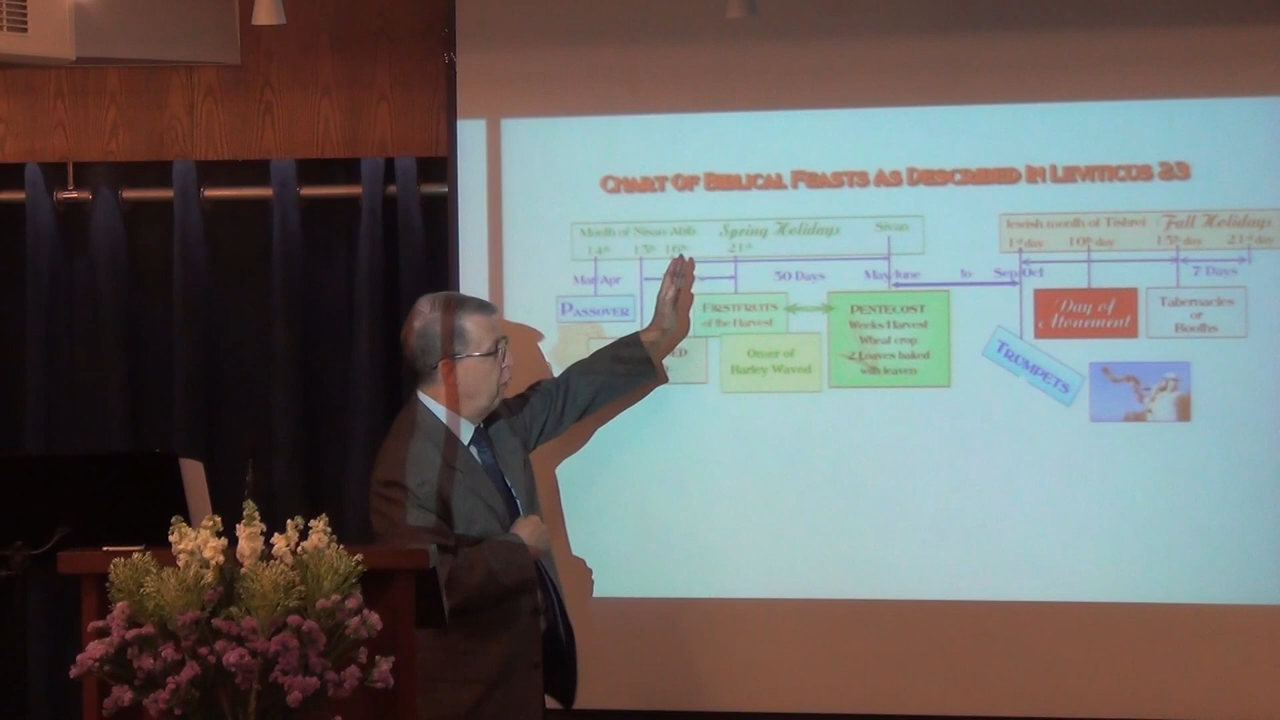 CHART OF BIBLICAL FEASTS AS DESCRIBED IN LEVITICUS 23
Month of Nisan Abib Spring Holidays Sivan
14th 15th 16th 21st
Jewish month of Tishrei Fall Holidays
1st day 10th day 15th day 21st day
Mar Apr 50 Days May June to Sep Oct 7 Days
PASSOVER
FIRSTFRUITS
of the Harvest
Onser of
Barley Waved
PENTECOST
Weeks Harvest
Wheat crop
2 Loaves baked
with leaven
TRUMPETS
Day of
Atonement
Tabernacles
or
Booths